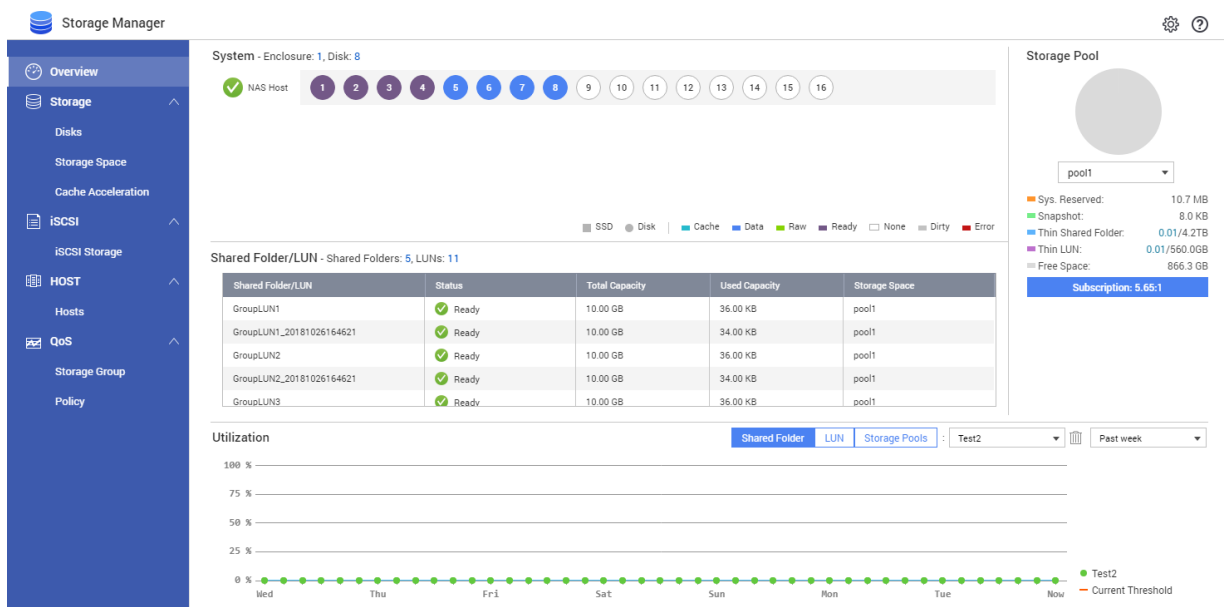 Storage Manager
Overview
Storage
Disks
Storage Space
Cache Acceleration
iSCSI
iSCSI Storage
HOST
Hosts
QoS
Storage Group
Policy
System - Enclosure: 1, Disk: 8
NAS Host 1 2 3 4 5 6 7 8 9 10 11 12 13 14 15 16
SSD Disk Cache Data Raw Ready None Dirty Error
Shared Folder/LUN - Shared Folders: 5, LUNs: 11
Shared Folder/LUN Status Total Capacity Used Capacity Storage Space
GroupLUN1 Ready 10.00 GB 36.00 KB pool1
GroupLUN1_20181026164621 Ready 10.00 GB 34.00 KB pool1
GroupLUN2 Ready 10.00 GB 36.00 KB pool1
GroupLUN2_20181026164621 Ready 10.00 GB 34.00 KB pool1
GroupLUN3 Ready 10.00 GB 36.00 KB pool1
Storage Pool
pool1
Sys. Reserved: 10.7 MB
Snapshot: 8.0 KB
Thin Shared Folder: 0.01/4.2TB
Thin LUN: 0.01/560.0GB
Free Space: 866.3 GB
Subscription: 5.65:1
Utilization
Shared Folder LUN Storage Pools : Test2 Past week
100 %
75 %
50 %
25 %
0 %
Wed Thu Fri Sat Sun Mon Tue Now
Test2
Current Threshold